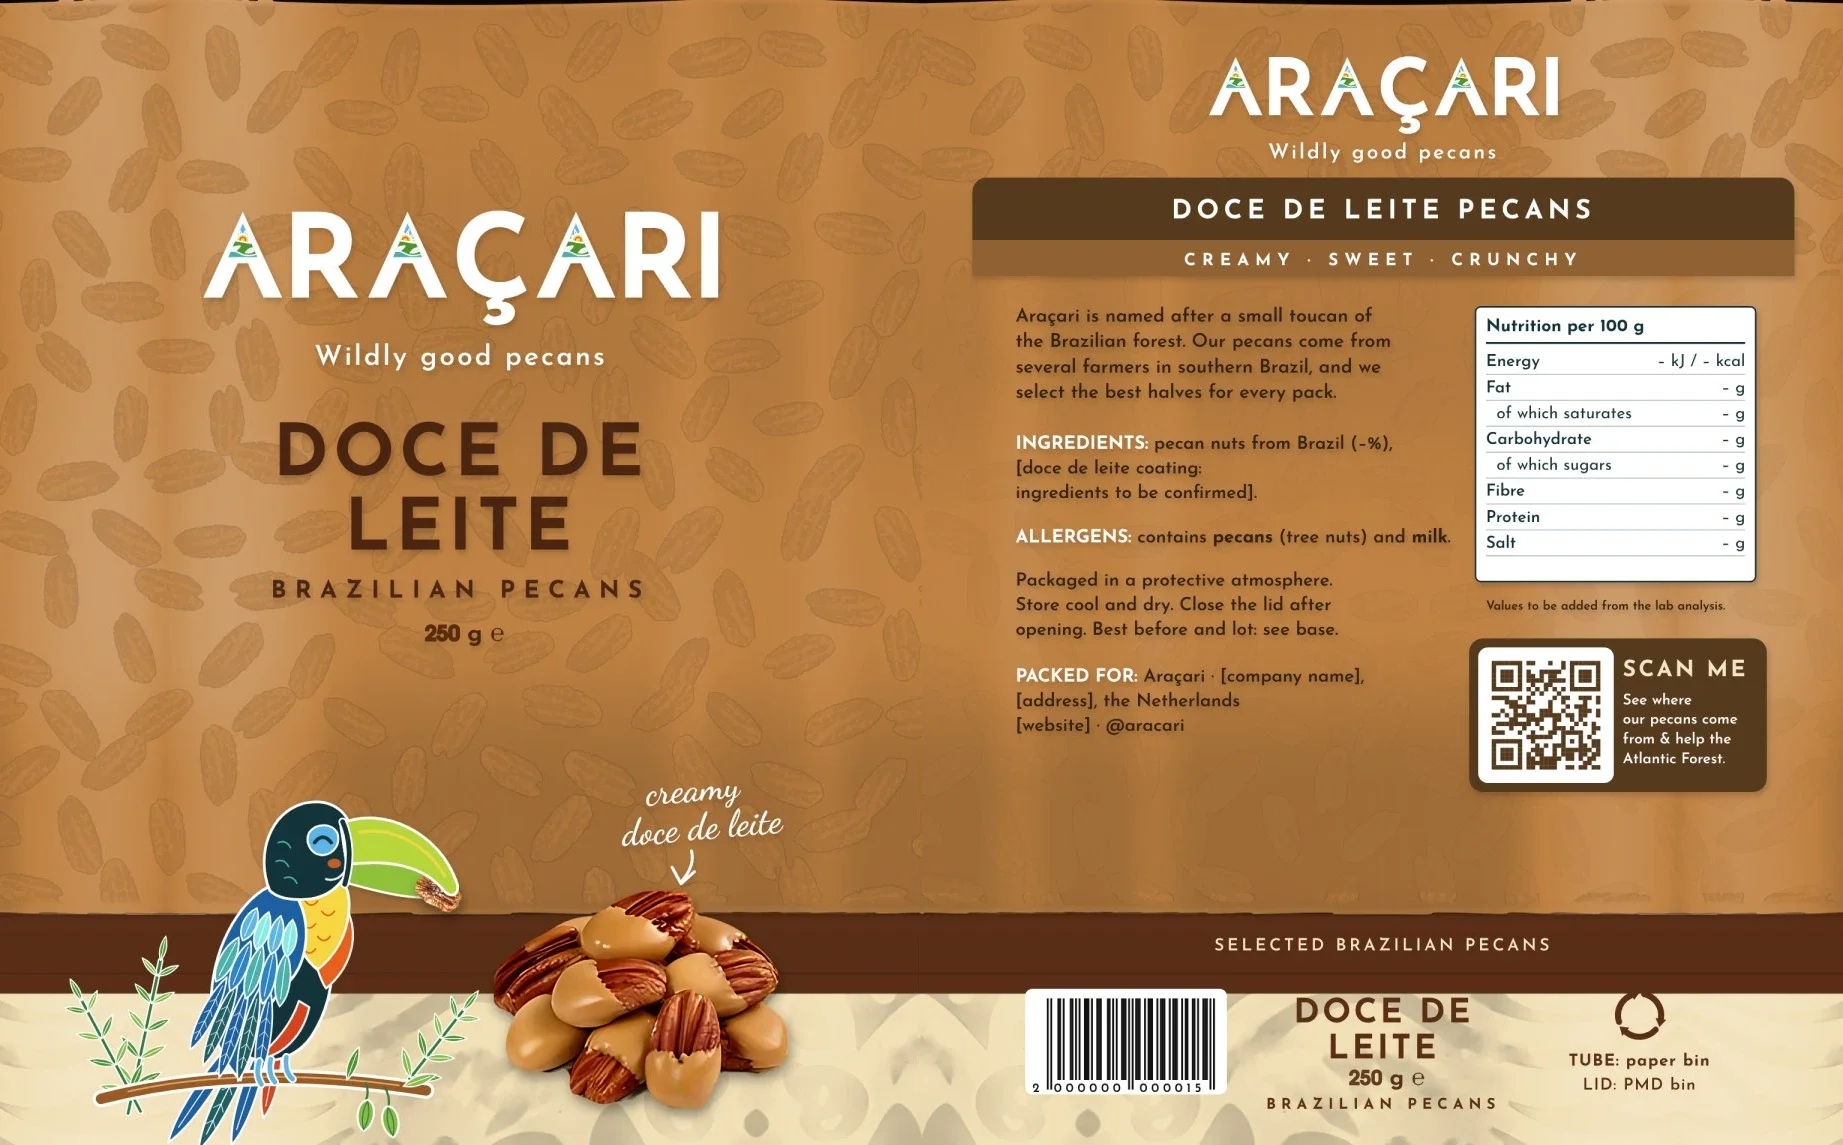 ARAÇARI
Wildly good pecans
DOCE DE
LEITE
BRAZILIAN PECANS
250 g ℮
creamy
doce de leite
ARAÇARI
Wildly good pecans
DOCE DE LEITE PECANS
CREAMY · SWEET · CRUNCHY
Araçari is named after a small toucan of
the Brazilian forest. Our pecans come from
several farmers in southern Brazil, and we
select the best halves for every pack.
INGREDIENTS: pecan nuts from Brazil (-%),
[doce de leite coating:
ingredients to be confirmed].
ALLERGENS: contains pecans (tree nuts) and milk.
Packaged in a protective atmosphere.
Store cool and dry. Close the lid after
opening. Best before and lot: see base.
PACKED FOR: Araçari · [company name],
[address], the Netherlands
[website] · @aracari
Nutrition per 100 g
Energy - kJ / - kcal
Fat - g
of which saturates - g
Carbohydrate - g
of which sugars - g
Fibre - g
Protein - g
Salt - g
Values to be added from the lab analysis.
SCAN ME
See where
our pecans come
from & help the
Atlantic Forest.
SELECTED BRAZILIAN PECANS
2 000000 000015
DOCE DE
LEITE
250 g ℮
BRAZILIAN PECANS
TUBE: paper bin
LID: PMD bin